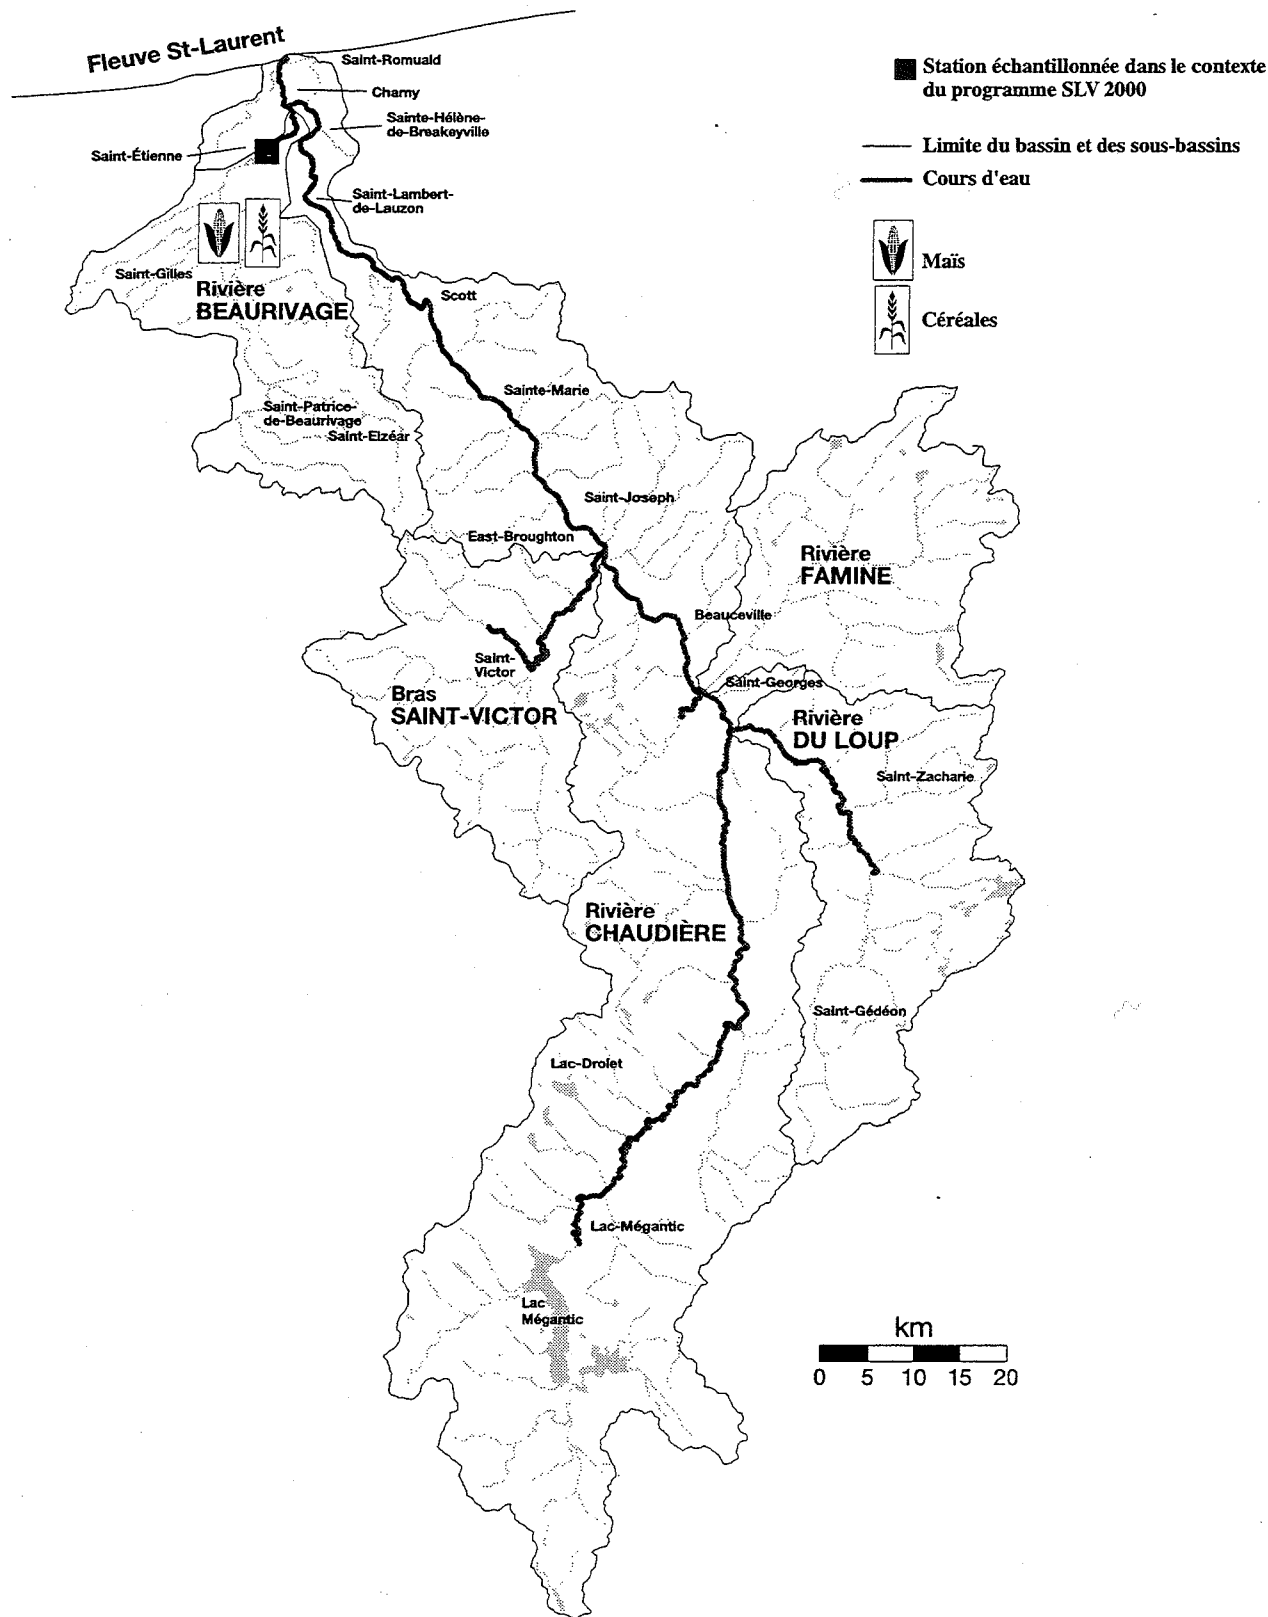 Fleuve St-Laurent
Saint-Romuald
Charny
Sainte-Hélène-
de-Breakeyville
Saint-Étienne
Saint-Lambert-
de-Lauzon
Station échantillonnée dans le contexte
du programme SLV 2000
Limite du bassin et des sous-bassins
Cours d'eau
Maïs
Céréales
Saint-Gilles
Rivière
BEAURIVAGE
Scott
Sainte-Marie
Saint-Patrice-
de-Beaurivage
Saint-Elzéar
Saint-Joseph
East-Broughton
Rivière
FAMINE
Beauceville
Saint-
Victor
Bras
SAINT-VICTOR
Saint-Georges
Rivière
DU LOUP
Saint-Zacharie
Rivière
CHAUDIÈRE
Saint-Gédéon
Lac-Drolet
Lac-Mégantic
Lac
Mégantic
km
0 5 10 15 20